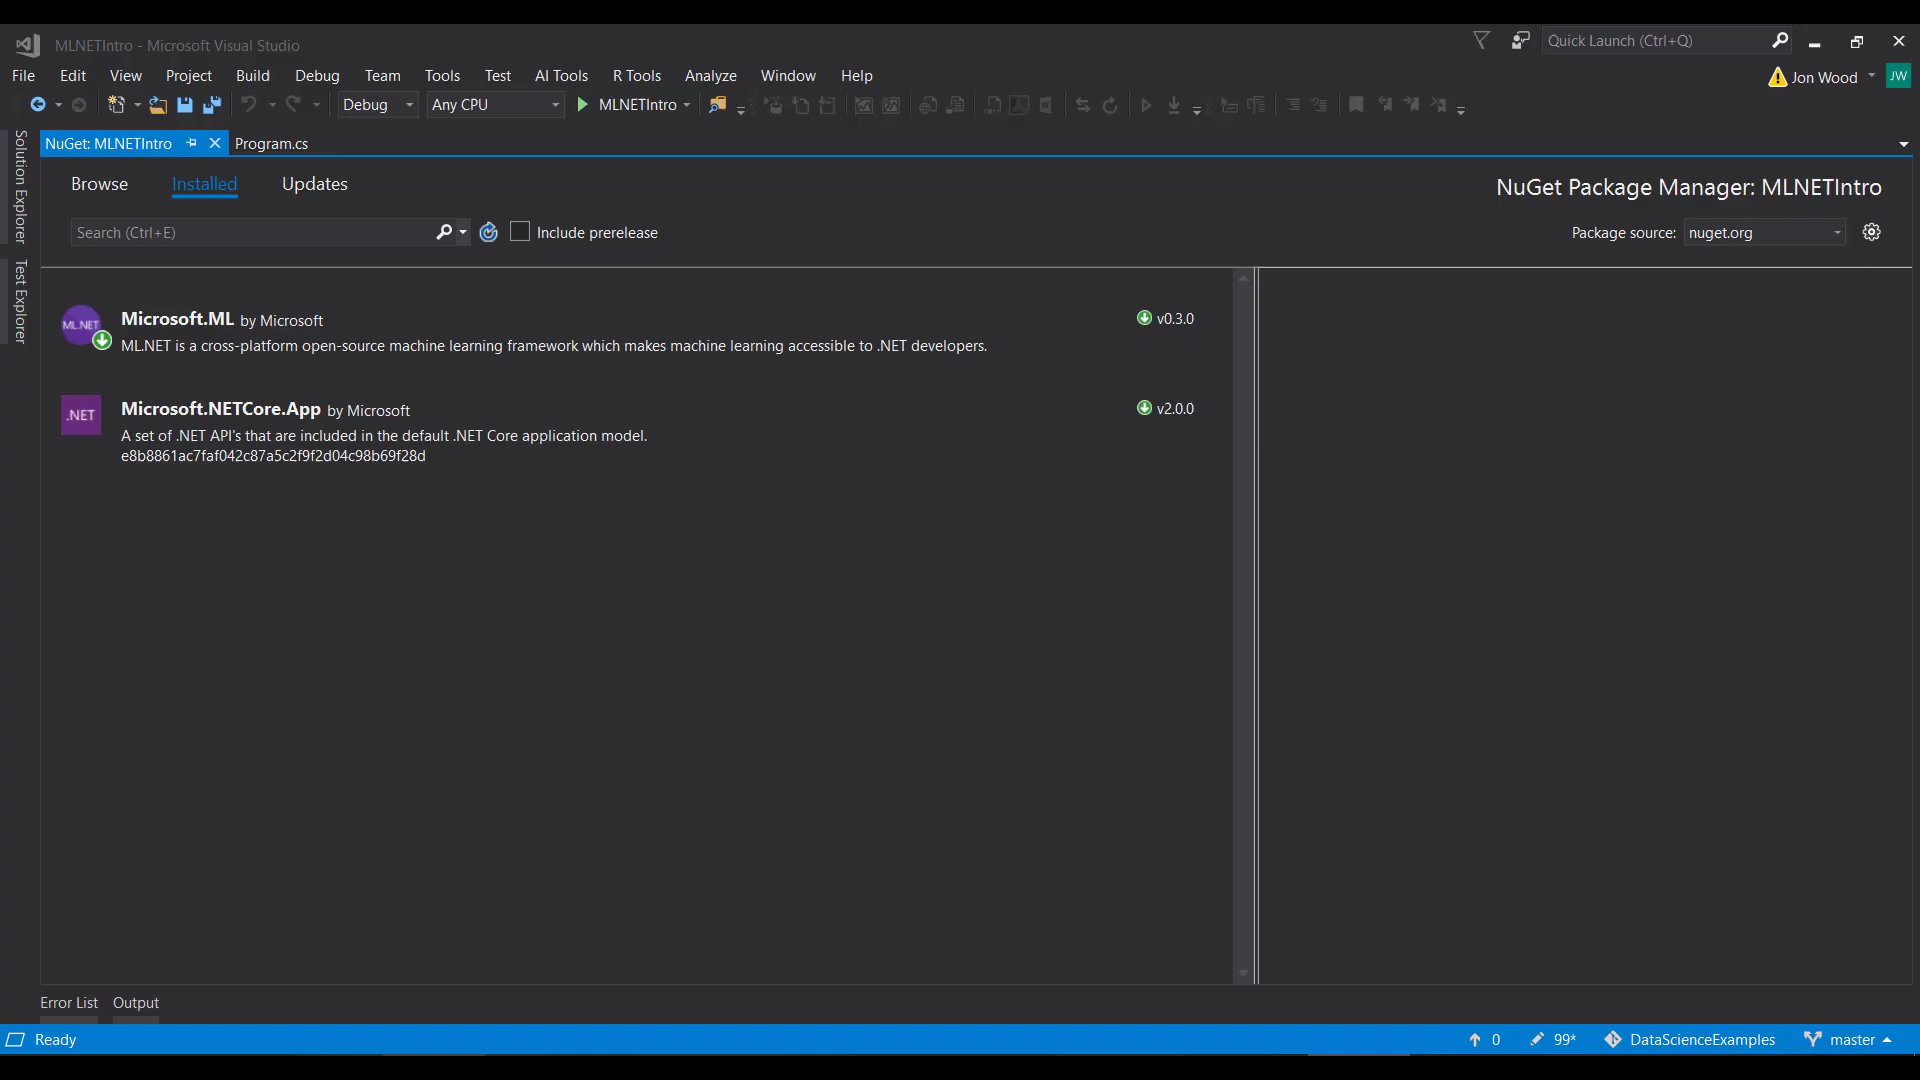 MLNETIntro - Microsoft Visual Studio
Quick Launch (Ctrl+Q)
File Edit View Project Build Debug Team Tools Test AI Tools R Tools Analyze Window Help
Jon Wood JW
Debug Any CPU MLNETIntro
Solution Explorer
Test Explorer
NuGet: MLNETIntro Program.cs
Browse Installed Updates
NuGet Package Manager: MLNETIntro
Search (Ctrl+E) Include prerelease
Package source: nuget.org
ML.NET
Microsoft.ML by Microsoft v0.3.0
ML.NET is a cross-platform open-source machine learning framework which makes machine learning accessible to .NET developers.
.NET
Microsoft.NETCore.App by Microsoft v2.0.0
A set of .NET API's that are included in the default .NET Core application model.
e8b8861ac7faf042c87a5c2f9f2d04c98b69f28d
Error List Output
Ready 0 99* DataScienceExamples master